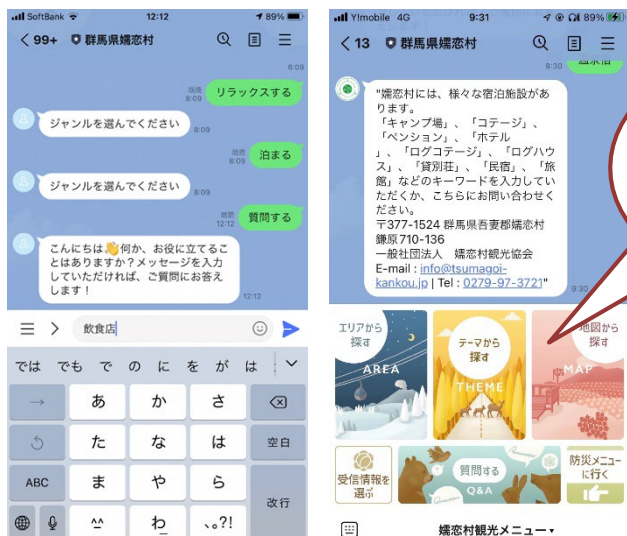 SoftBank 12:12 89%
99+ 群馬県嬬恋村
8:09
既読
8:09
リラックスする
ジャンルを選んでください
8:09
既読
8:09
泊まる
ジャンルを選んでください
8:09
既読
12:12
質問する
こんにちは👋何か、お役に立てるこ
とはありますか？メッセージを入力
していただければ、ご質問にお答え
します！
12:12
飲食店
では でも で の に を が は
→ あ か さ
た な は 空白
ABC ま や ら
改行
^^ わ 、。?!
Y!mobile 4G 9:31 89%
13 群馬県嬬恋村
9:30
温泉宿
"嬬恋村には、様々な宿泊施設があ
ります。
「キャンプ場」、「コテージ」、
「ペンション」、「ホテル
」、「ログコテージ」、「ログハウ
ス」、「貸別荘」、「民宿」、「旅
館」などのキーワードを入力してい
ただくか、こちらにお問い合わせく
ださい。
〒377-1524 群馬県吾妻郡嬬恋村
鎌原710-136
一般社団法人　嬬恋村観光協会
E-mail : info@tsumagoi-
kankou.jp | Tel : 0279-97-3721"
9:30
エリアから
探す
AREA
テーマから
探す
THEME
地図から
探す
MAP
受信情報を
選ぶ
質問する
Q&A
防災メニュー
に行く
嬬恋村観光メニュー▾